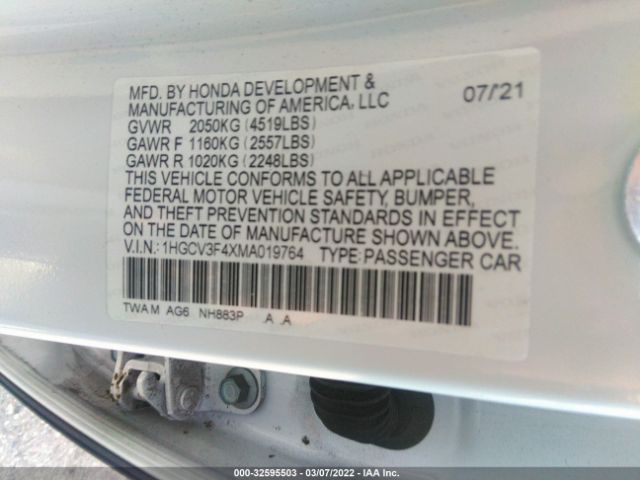 MFD. BY HONDA DEVELOPMENT & 07/21
MANUFACTURING OF AMERICA, LLC
GVWR 2050KG (4519LBS)
GAWR F 1160KG (2557LBS)
GAWR R 1020KG (2248LBS)
THIS VEHICLE CONFORMS TO ALL APPLICABLE
FEDERAL MOTOR VEHICLE SAFETY, BUMPER,
AND THEFT PREVENTION STANDARDS IN EFFECT
ON THE DATE OF MANUFACTURE SHOWN ABOVE.
V.I.N.: 1HGCV3F4XMA019764 TYPE: PASSENGER CAR
TWA M AG6 NH883P .A .A
000-32595503 - 03/07/2022 - IAA Inc.